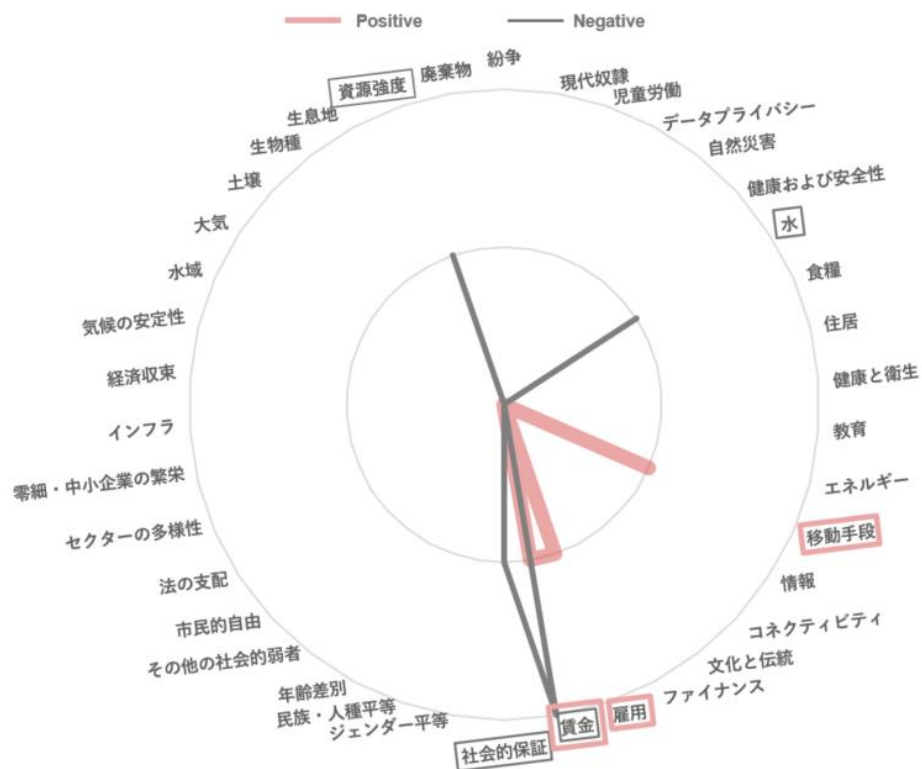 Positive
Negative
紛争
現代奴隷
児童労働
データプライバシー
自然災害
健康および安全性
水
食糧
住居
健康と衛生
教育
エネルギー
移動手段
情報
コネクティビティ
文化と伝統
ファイナンス
雇用
賃金
社会的保証
ジェンダー平等
民族・人種平等
年齢差別
その他の社会的弱者
市民的自由
法の支配
セクターの多様性
零細・中小企業の繁栄
インフラ
経済収束
気候の安定性
水域
大気
土壌
生物種
生息地
資源強度
廃棄物